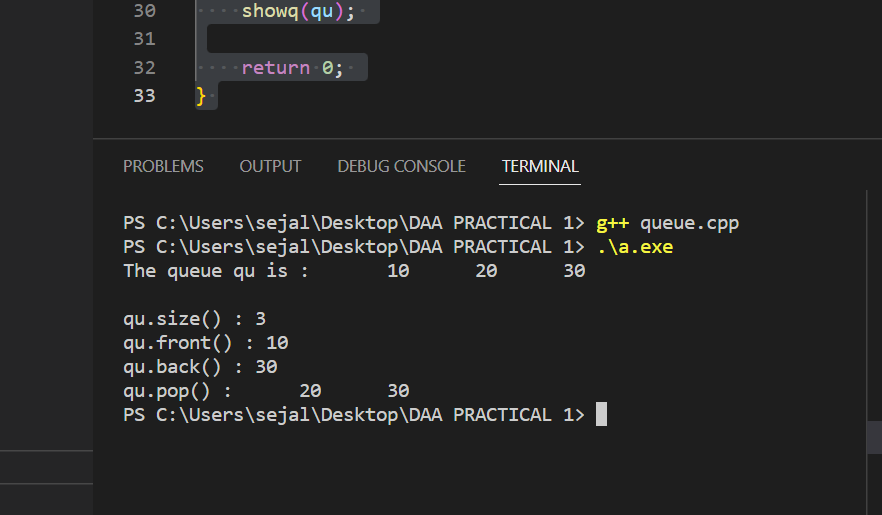 30 showq(qu);
31
32 return 0;
33 }
PROBLEMS OUTPUT DEBUG CONSOLE TERMINAL
PS C:\Users\sejal\Desktop\DAA PRACTICAL 1> g++ queue.cpp
PS C:\Users\sejal\Desktop\DAA PRACTICAL 1> .\a.exe
The queue qu is : 10 20 30
qu.size() : 3
qu.front() : 10
qu.back() : 30
qu.pop() : 20 30
PS C:\Users\sejal\Desktop\DAA PRACTICAL 1>